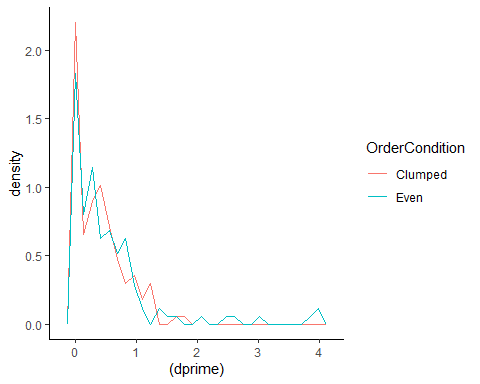 2.0
1.5
1.0
0.5
0.0
density
0 1 2 3 4
(dprime)
OrderCondition
Clumped
Even